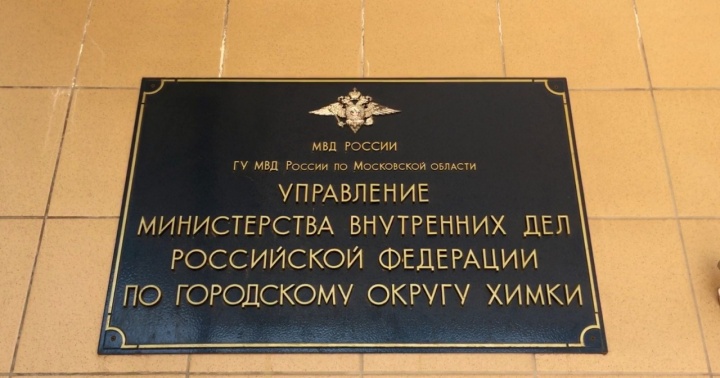 МВД РОССИИ
ГУ МВД РОССИИ ПО МОСКОВСКОЙ ОБЛАСТИ
УПРАВЛЕНИЕ
МИНИСТЕРСТВА ВНУТРЕННИХ ДЕЛ
РОССИЙСКОЙ ФЕДЕРАЦИИ
ПО ГОРОДСКОМУ ОКРУГУ ХИМКИ